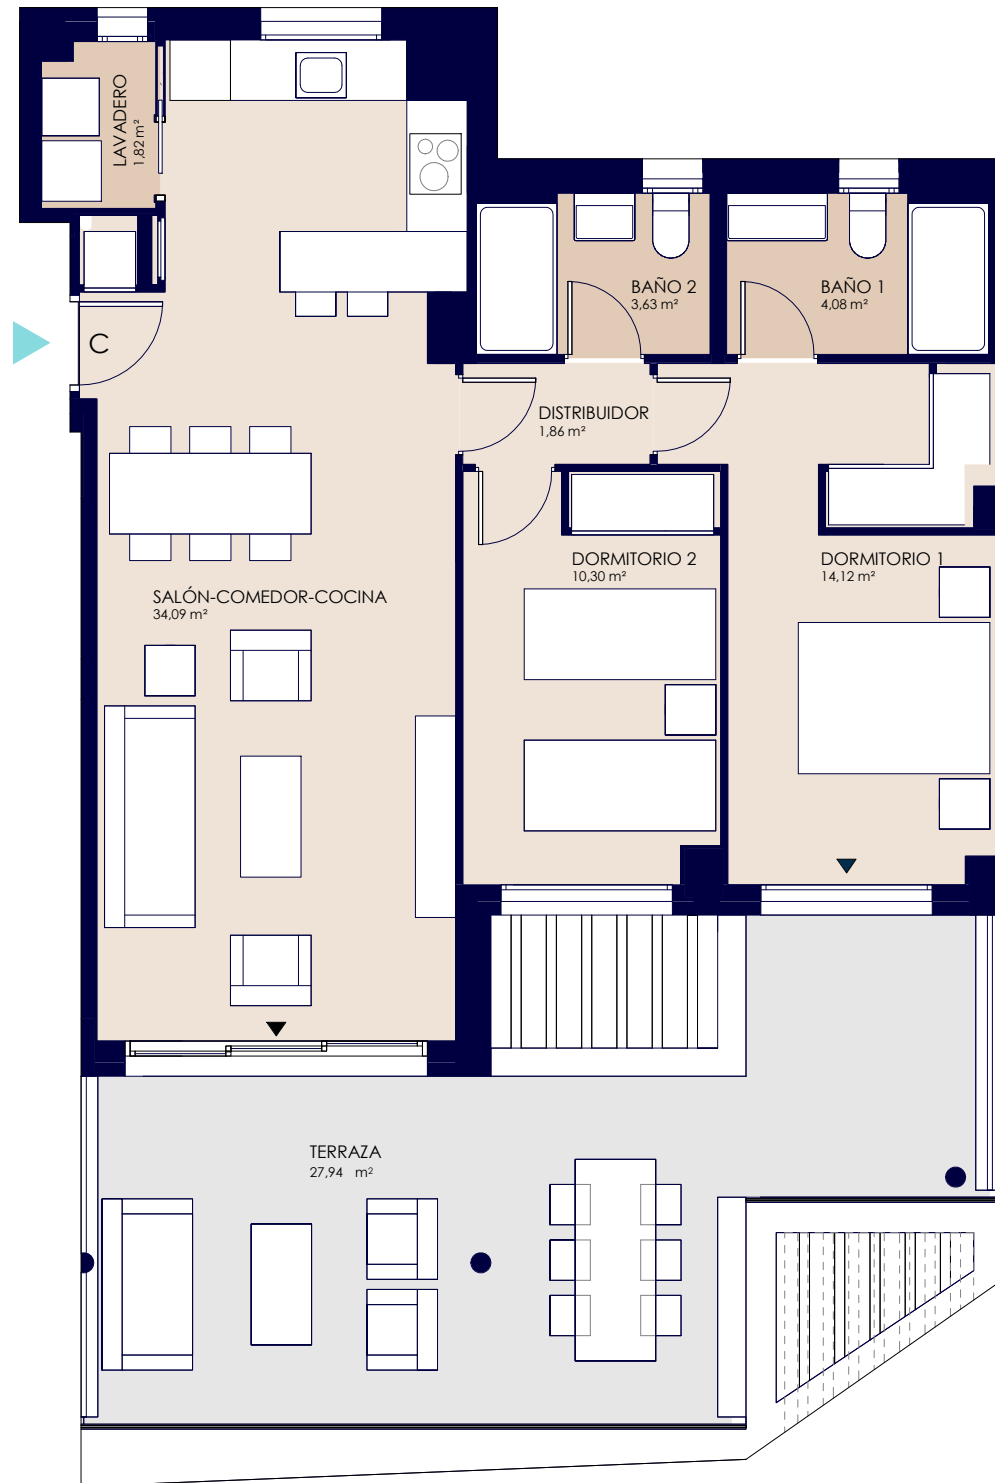 LAVADERO
1,82 m²
BAÑO 2
3,63 m²
BAÑO 1
4,08 m²
C
DISTRIBUIDOR
1,86 m²
DORMITORIO 2
10,30 m²
DORMITORIO 1
14,12 m²
SALÓN-COMEDOR-COCINA
34,09 m²
TERRAZA
27,94 m²